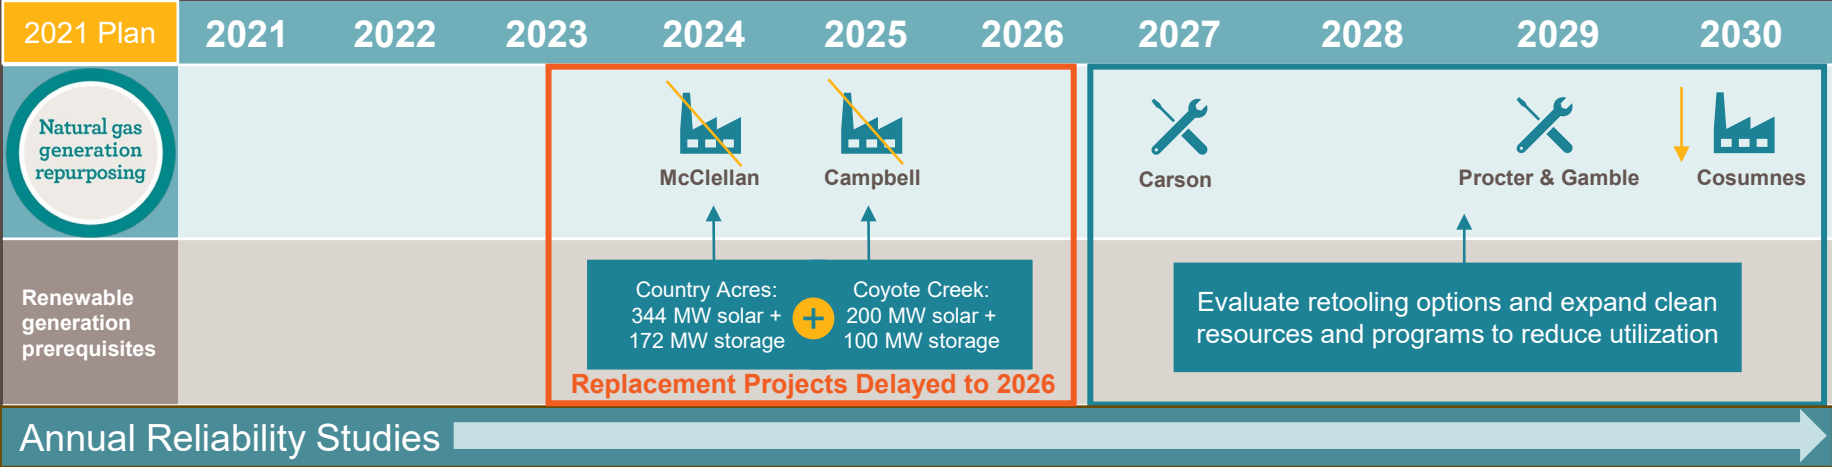 2021 Plan
2021 2022 2023 2024 2025 2026 2027 2028 2029 2030
Natural gas
generation
repurposing
McClellan
Campbell
Carson
Procter & Gamble
Cosumnes
Renewable
generation
prerequisites
Country Acres:
344 MW solar +
172 MW storage
+
Coyote Creek:
200 MW solar +
100 MW storage
Replacement Projects Delayed to 2026
Evaluate retooling options and expand clean
resources and programs to reduce utilization
Annual Reliability Studies